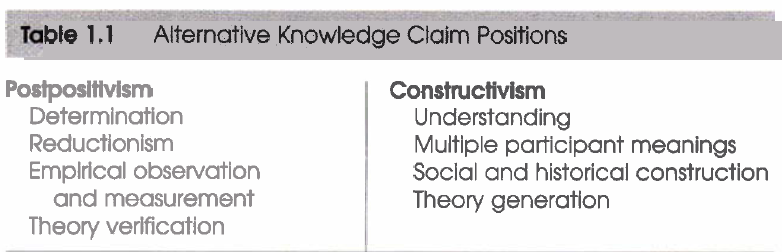 Table 1.1 Alternative Knowledge Claim Positions
Postpositivism
Determination
Reductionism
Empirical observation
and measurement
Theory verification
Constructivism
Understanding
Multiple participant meanings
Social and historical construction
Theory generation